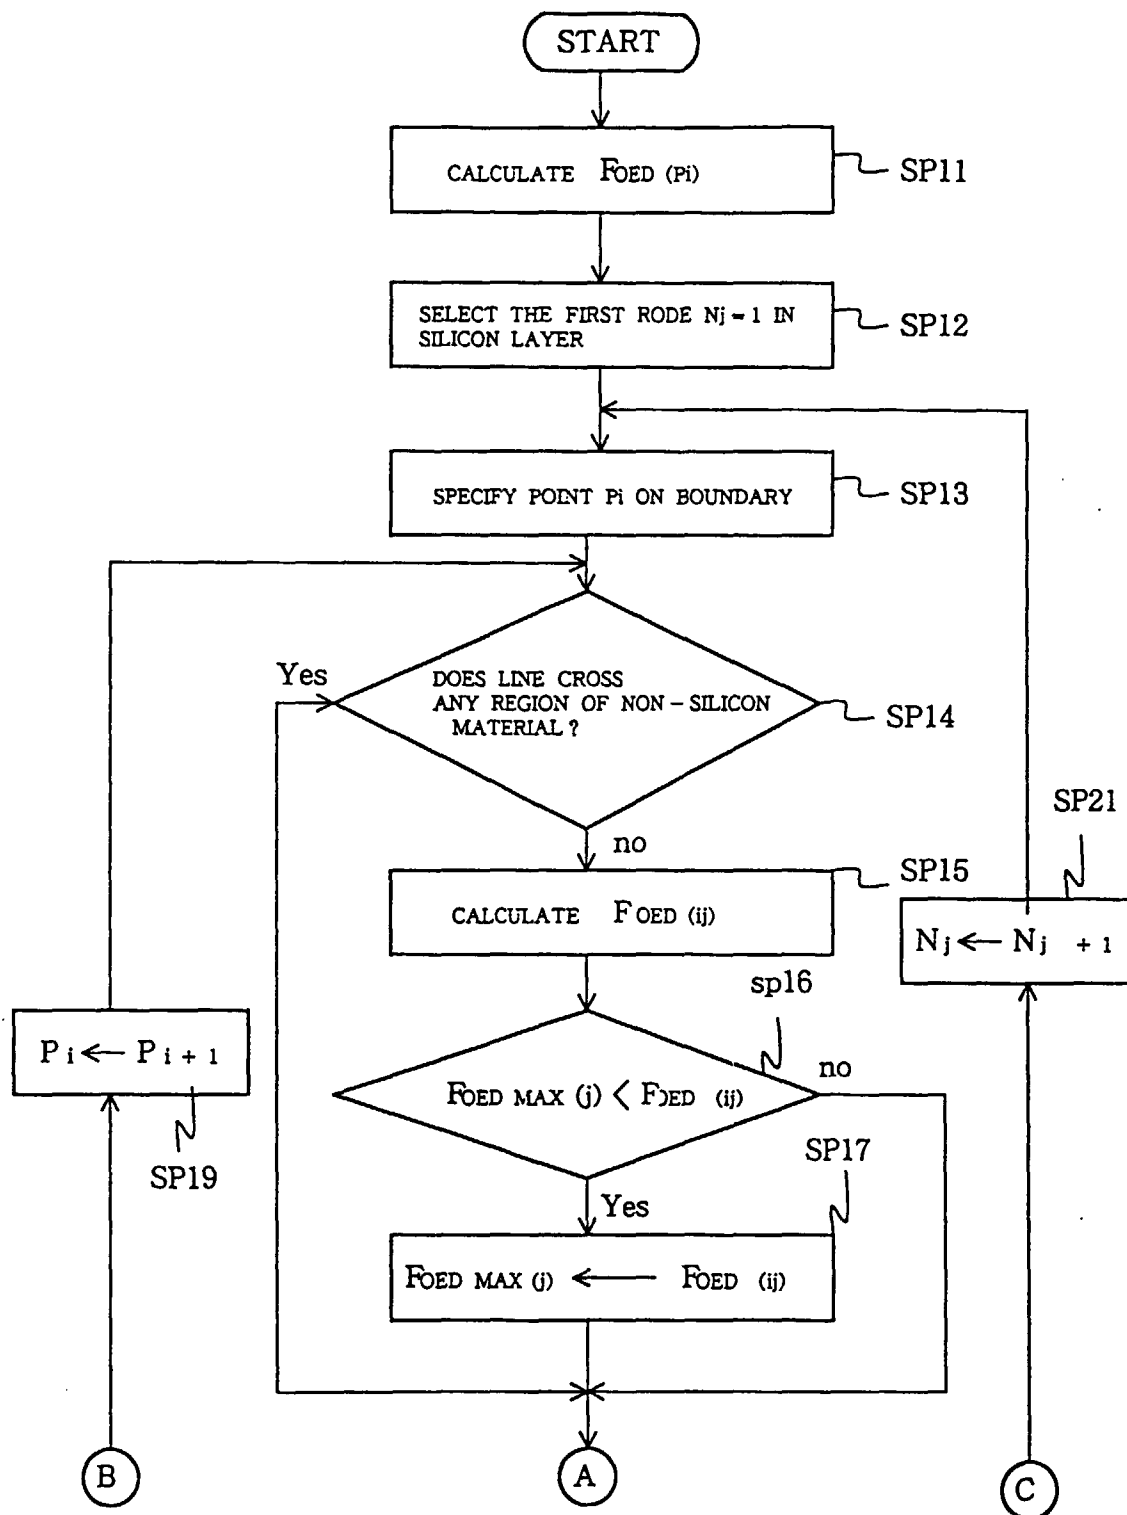 START
CALCULATE FOED (Pi)
SP11
SELECT THE FIRST RODE Nj = 1 IN
SILICON LAYER
SP12
SPECIFY POINT Pi ON BOUNDARY
SP13
Yes
DOES LINE CROSS
ANY REGION OF NON-SILICON
MATERIAL?
SP14
no
SP21
SP15
CALCULATE FOED (ij)
Nj ← Nj + 1
sp16
Pi ← Pi + 1
FOED MAX (j) < FOED (ij)
no
SP19
SP17
Yes
FOED MAX (j) ← FOED (ij)
B
A
C